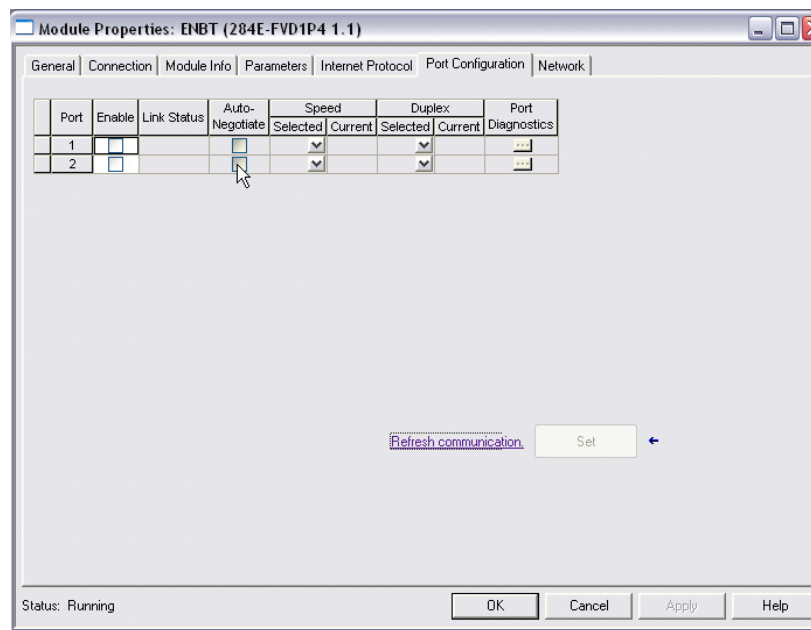 Module Properties: ENBT (284E-FVD1P4 1.1)
General Connection Module Info Parameters Internet Protocol Port Configuration Network
Port Enable Link Status Auto-Negotiate Speed Duplex Port Diagnostics
Selected Current Selected Current
1
2
Refresh communication. Set
Status: Running OK Cancel Apply Help